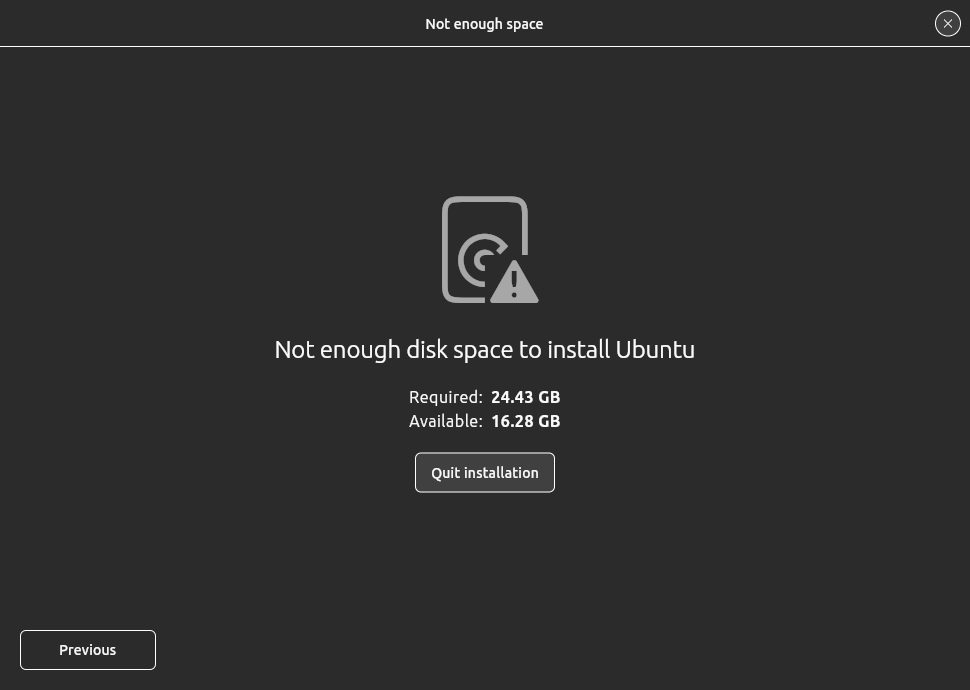 Not enough space
Not enough disk space to install Ubuntu
Required: 24.43 GB
Available: 16.28 GB
Quit installation
Previous